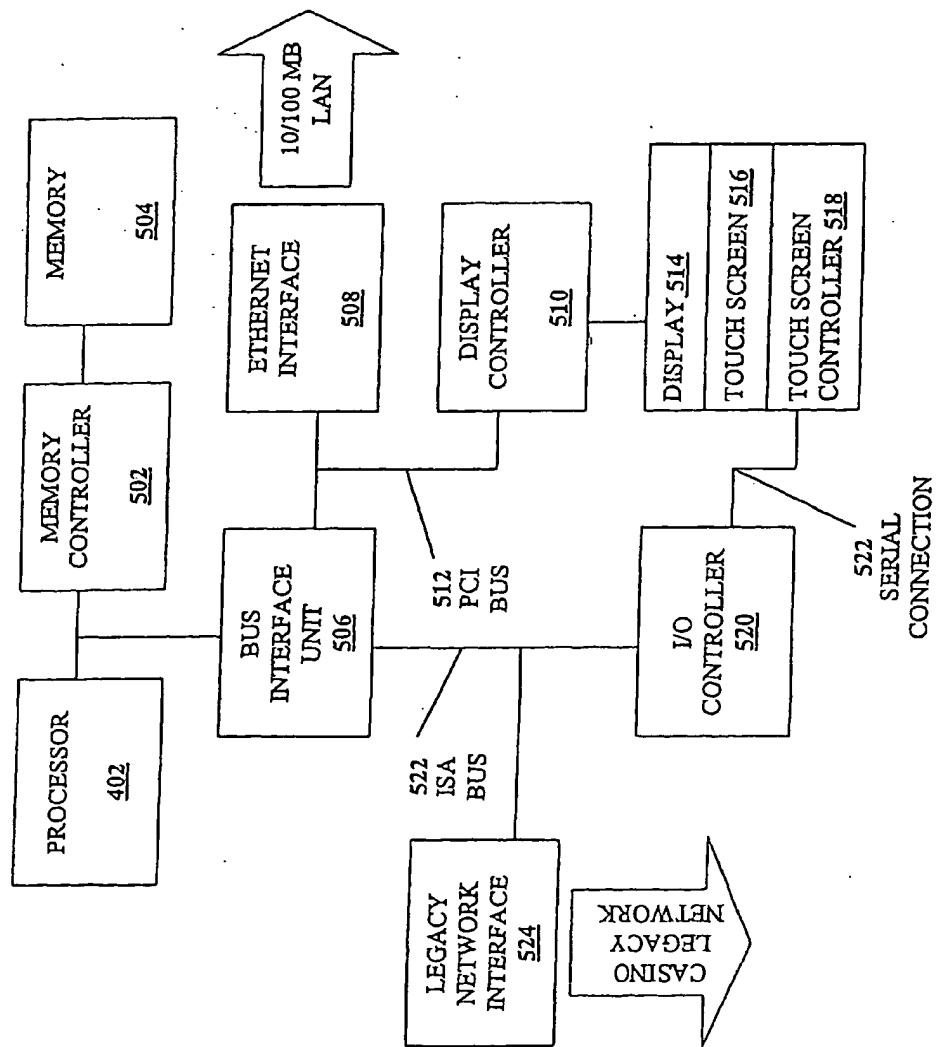 PROCESSOR
402
MEMORY
CONTROLLER
502
MEMORY
504
BUS
INTERFACE
UNIT
506
ETHERNET
INTERFACE
508
10/100 MB
LAN
512
PCI
BUS
DISPLAY
CONTROLLER
510
522
ISA
BUS
LEGACY
NETWORK
INTERFACE
524
CASINO
LEGACY
NETWORK
I/O
CONTROLLER
520
DISPLAY 514
TOUCH SCREEN 516
TOUCH SCREEN
CONTROLLER 518
522
SERIAL
CONNECTION